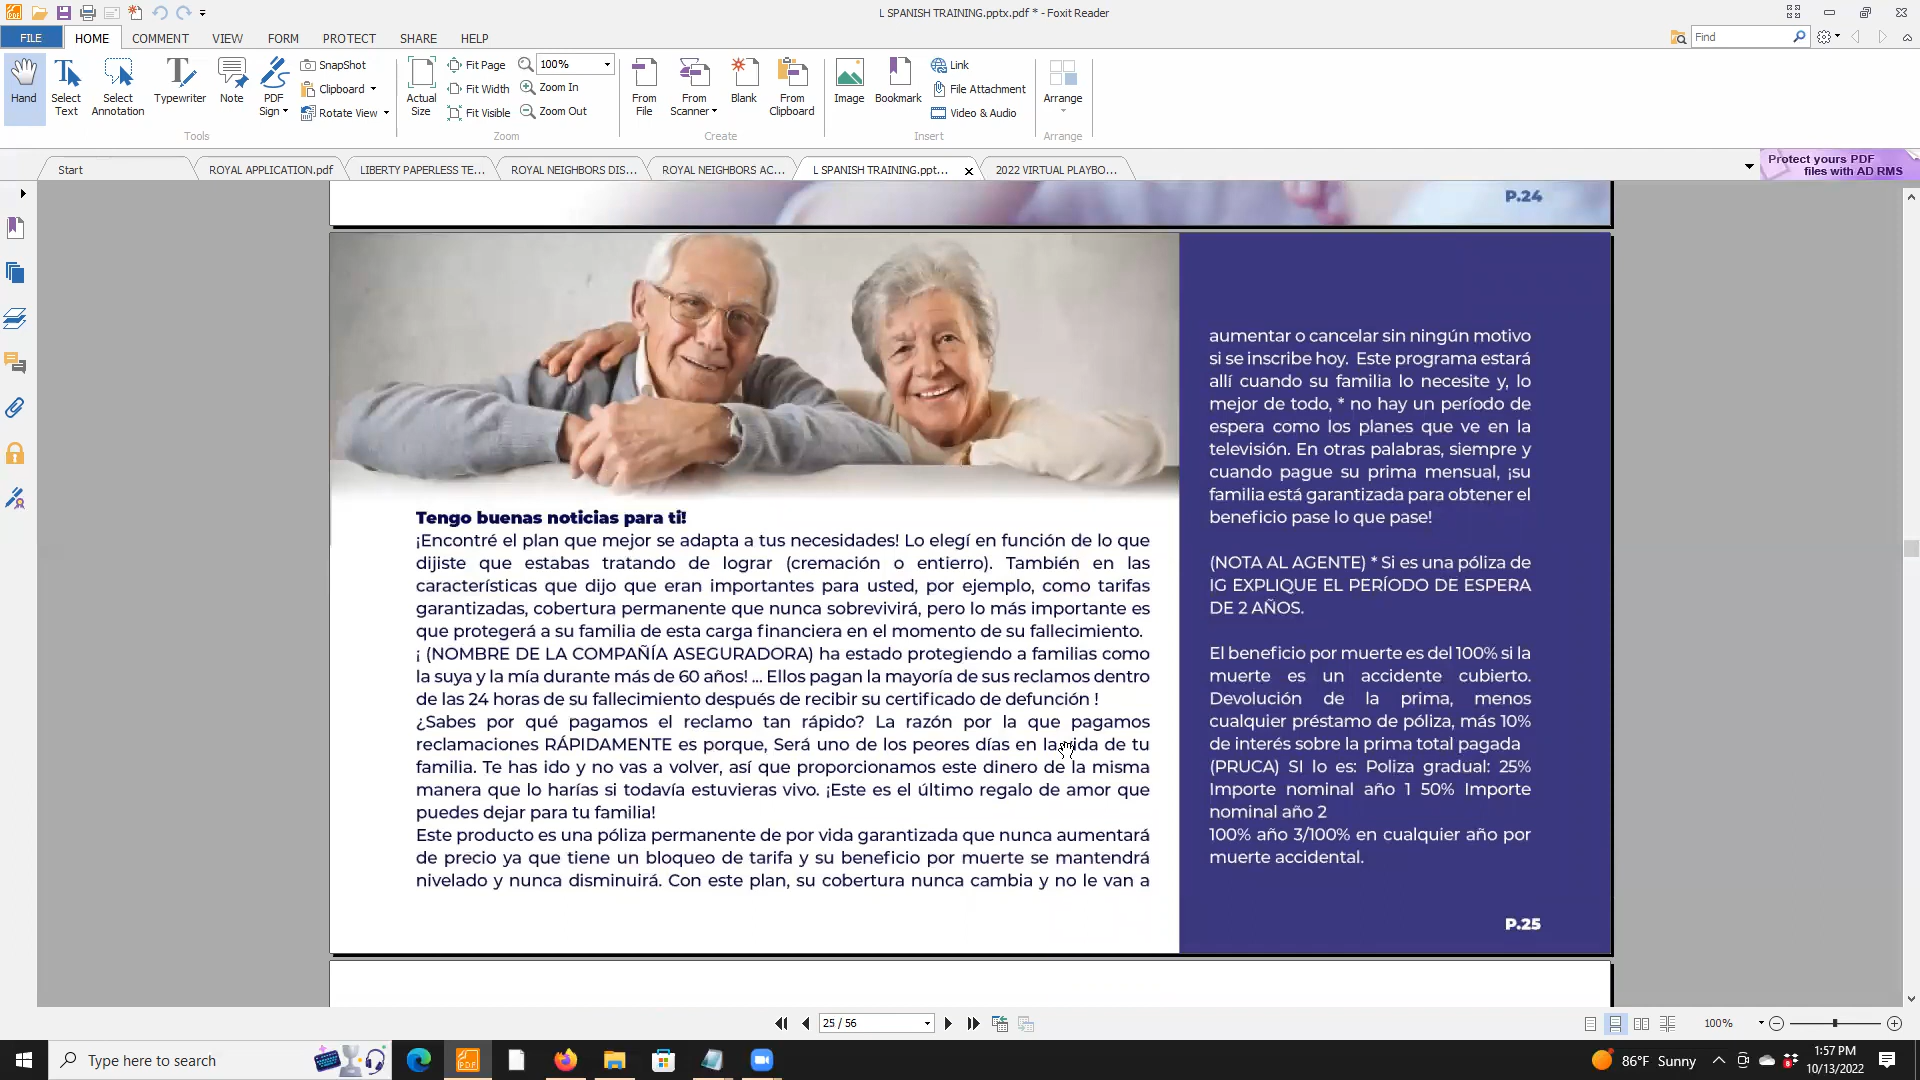 L SPANISH TRAINING.pptx.pdf * - Foxit Reader
FILE HOME COMMENT VIEW FORM PROTECT SHARE HELP
Find
Hand
Select Text
Select Annotation
Typewriter
Note
PDF Sign
SnapShot
Clipboard
Rotate View
Tools
Actual Size
Fit Page
Fit Width
Fit Visible
100%
Zoom In
Zoom Out
Zoom
From File
From Scanner
Blank
From Clipboard
Create
Image
Bookmark
Link
File Attachment
Video & Audio
Insert
Arrange
Arrange
Start
ROYAL APPLICATION.pdf
LIBERTY PAPERLESS TE...
ROYAL NEIGHBORS DIS...
ROYAL NEIGHBORS AC...
L SPANISH TRAINING.ppt...
2022 VIRTUAL PLAYBO...
Protect yours PDF
files with AD RMS
P.24
Tengo buenas noticias para ti!
¡Encontré el plan que mejor se adapta a tus necesidades! Lo elegí en función de lo que
dijiste que estabas tratando de lograr (cremación o entierro). También en las
características que dijo que eran importantes para usted, por ejemplo, como tarifas
garantizadas, cobertura permanente que nunca sobrevivirá, pero lo más importante es
que protegerá a su familia de esta carga financiera en el momento de su fallecimiento.
¡ (NOMBRE DE LA COMPAÑÍA ASEGURADORA) ha estado protegiendo a familias como
la suya y la mía durante más de 60 años! ... Ellos pagan la mayoría de sus reclamos dentro
de las 24 horas de su fallecimiento después de recibir su certificado de defunción !
¿Sabes por qué pagamos el reclamo tan rápido? La razón por la que pagamos
reclamaciones RÁPIDAMENTE es porque, Será uno de los peores días en la vida de tu
familia. Te has ido y no vas a volver, así que proporcionamos este dinero de la misma
manera que lo harías si todavía estuvieras vivo. ¡Este es el último regalo de amor que
puedes dejar para tu familia!
Este producto es una póliza permanente de por vida garantizada que nunca aumentará
de precio ya que tiene un bloqueo de tarifa y su beneficio por muerte se mantendrá
nivelado y nunca disminuirá. Con este plan, su cobertura nunca cambia y no le van a
aumentar o cancelar sin ningún motivo
si se inscribe hoy. Este programa estará
allí cuando su familia lo necesite y, lo
mejor de todo, * no hay un período de
espera como los planes que ve en la
televisión. En otras palabras, siempre y
cuando pague su prima mensual, ¡su
familia está garantizada para obtener el
beneficio pase lo que pase!
(NOTA AL AGENTE) * Si es una póliza de
IG EXPLIQUE EL PERÍODO DE ESPERA
DE 2 AÑOS.
El beneficio por muerte es del 100% si la
muerte es un accidente cubierto.
Devolución de la prima, menos
cualquier préstamo de póliza, más 10%
de interés sobre la prima total pagada
(PRUCA) SI lo es: Poliza gradual: 25%
Importe nominal año 1 50% Importe
nominal año 2
100% año 3/100% en cualquier año por
muerte accidental.
P.25
25 / 56
100%
Type here to search
86°F Sunny
1:57 PM
10/13/2022